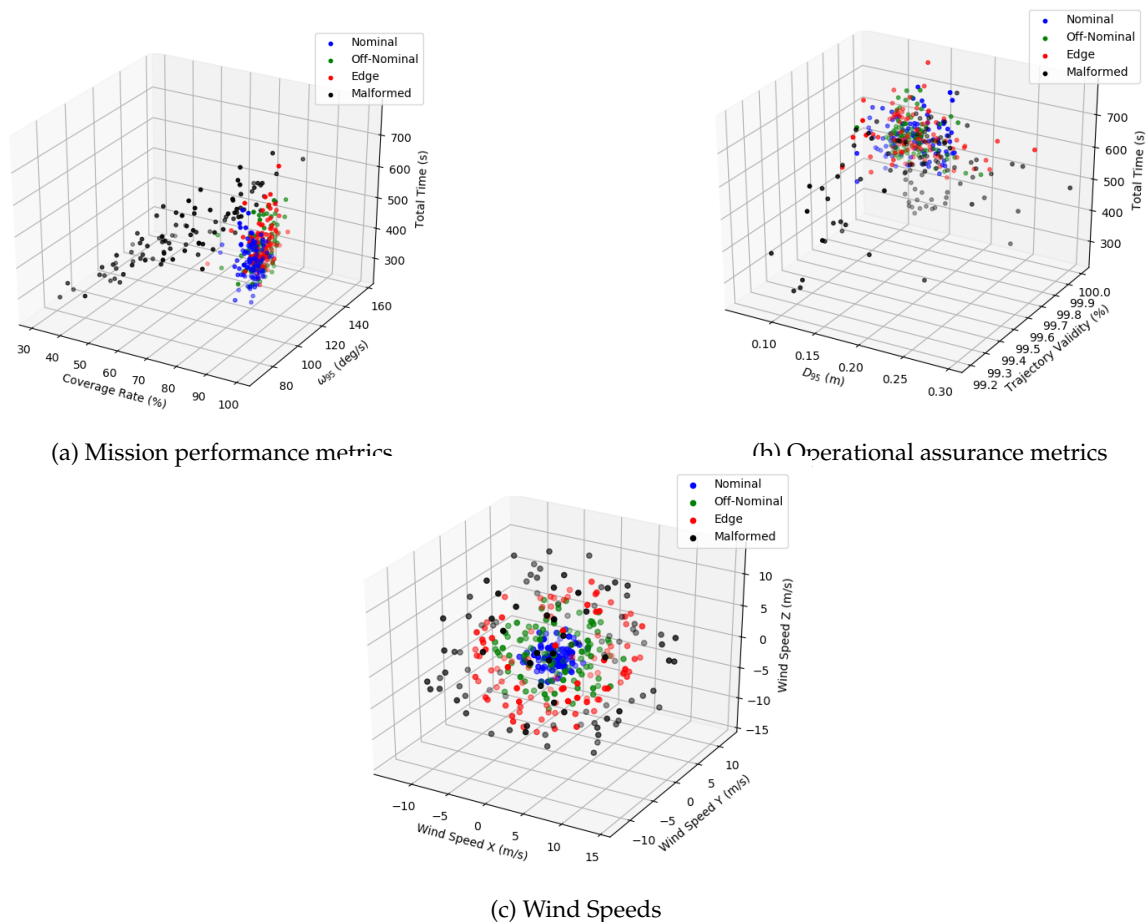 Nominal
Off-Nominal
Edge
Malformed
700
600
500
400
300
Total Time (s)
30 40 50 60 70 80 90 100
Coverage Rate (%)
80 100 120 140 160
ω95 (deg/s)
(a) Mission performance metrics
Nominal
Off-Nominal
Edge
Malformed
700
600
500
400
300
Total Time (s)
0.10 0.15 0.20 0.25 0.30
D95 (m)
99.2 99.3 99.4 99.5 99.6 99.7 99.8 99.9 100.0
Trajectory Validity (%)
(b) Operational assurance metrics
Nominal
Off-Nominal
Edge
Malformed
10
5
0
−5
−10
−15
Wind Speed Z (m/s)
−10 −5 0 5 10 15
Wind Speed X (m/s)
−10 −5 0 5 10
Wind Speed Y (m/s)
(c) Wind Speeds